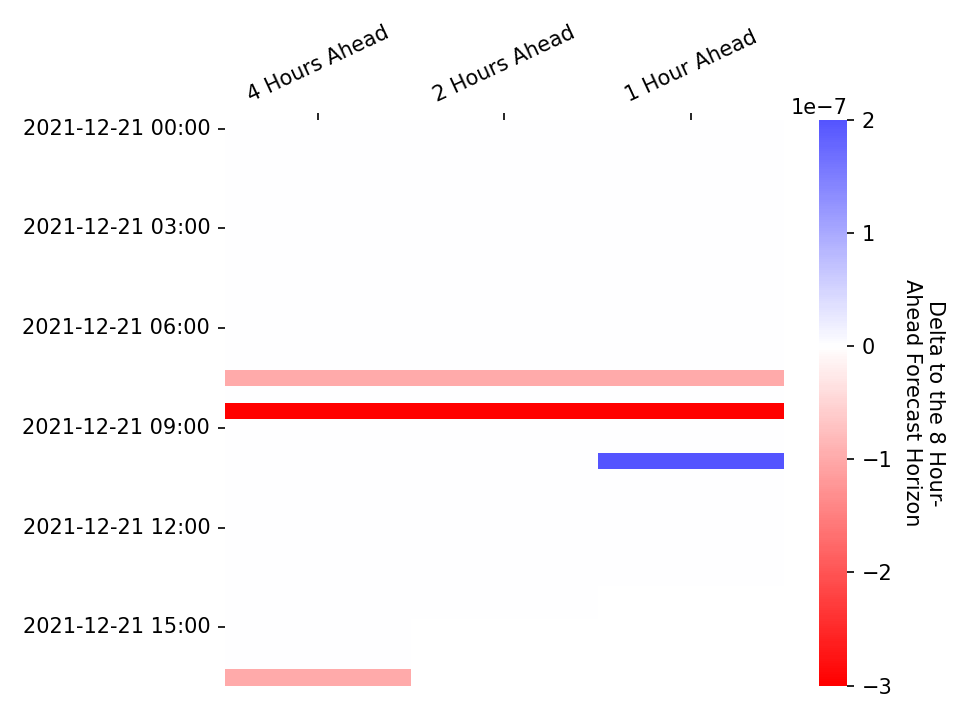 4 Hours Ahead
2 Hours Ahead
1 Hour Ahead
2021-12-21 00:00
2021-12-21 03:00
2021-12-21 06:00
2021-12-21 09:00
2021-12-21 12:00
2021-12-21 15:00
1e−7
2
1
0
−1
−2
−3
Delta to the 8 Hour-
Ahead Forecast Horizon